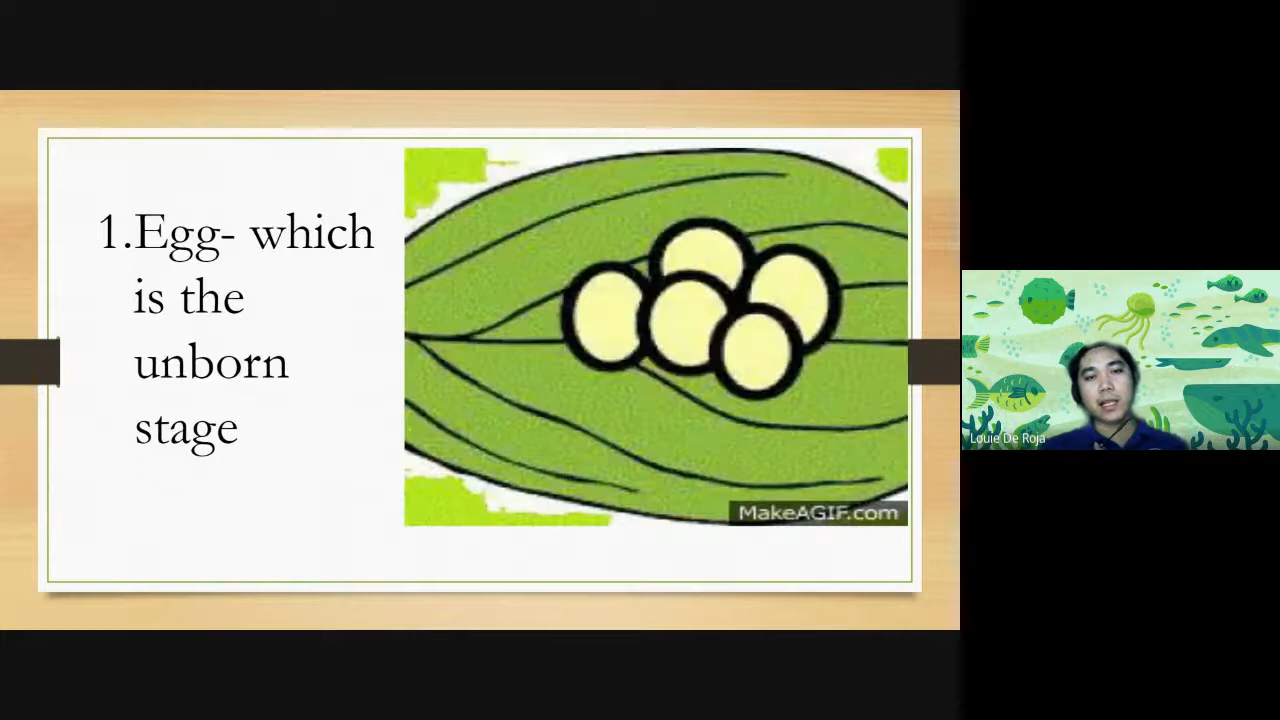 1.Egg- which
is the
unborn
stage
MakeAGIF.com
Louie De Roja